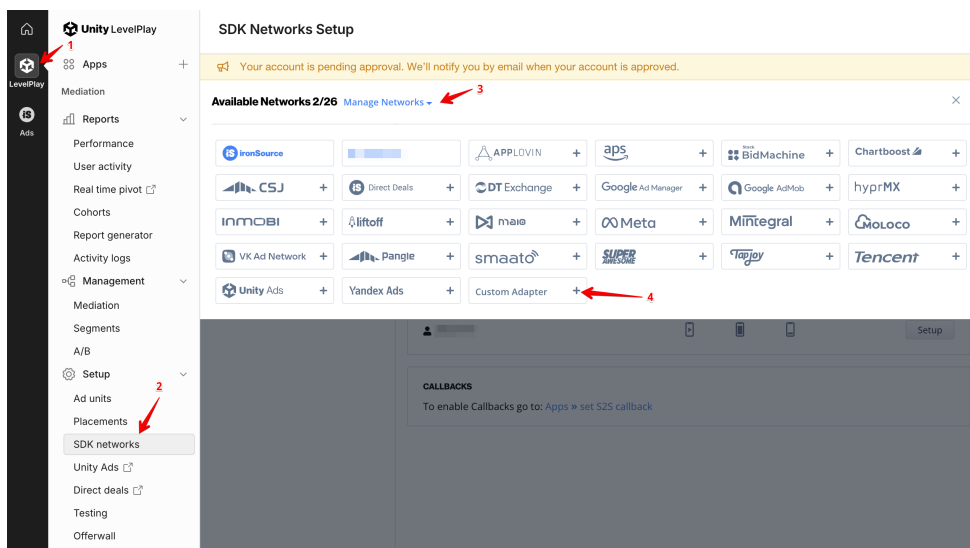 Unity LevelPlay
SDK Networks Setup
1
Apps
LevelPlay
Your account is pending approval. We'll notify you by email when your account is approved.
Mediation
Available Networks 2/26 Manage Networks
3
Ads
Reports
Performance
User activity
Real time pivot
Cohorts
Report generator
Activity logs
Management
Mediation
Segments
A/B
Setup
2
Ad units
Placements
SDK networks
Unity Ads
Direct deals
Testing
Offerwall
iS ironSource
APPLOVIN +
aps +
Stack BidMachine +
Chartboost +
CSJ +
iS Direct Deals +
DT Exchange +
Google Ad Manager +
Google AdMob +
hyprMX +
INMOBI +
liftoff +
maio +
Meta +
Mintegral +
MOLOCO +
VK Ad Network +
Pangle +
smaato +
SUPER AWESOME +
Tapjoy +
Tencent +
Unity Ads +
Yandex Ads +
Custom Adapter +
4
Setup
CALLBACKS
To enable Callbacks go to: Apps » set S2S callback